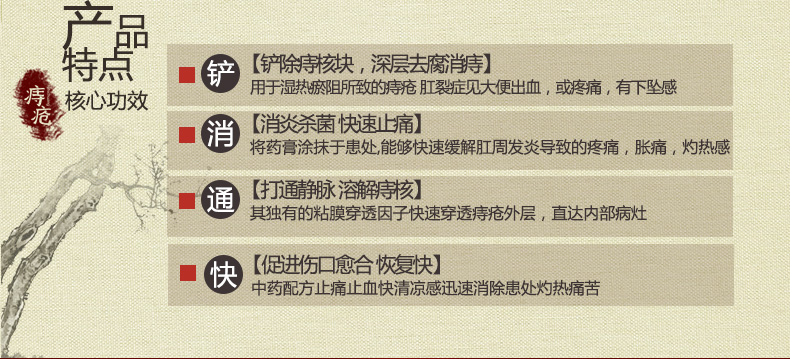 产品
特点
核心功效
痔疮
铲
【铲除痔核块，深层去腐消痔】
用于湿热瘀阻所致的痔疮 肛裂症见大便出血，或疼痛，有下坠感
消
【消炎杀菌 快速止痛】
将药膏涂抹于患处,能够快速缓解肛周发炎导致的疼痛，胀痛，灼热感
通
【打通静脉 溶解痔核】
其独有的粘膜穿透因子快速穿透痔疮外层，直达内部病灶
快
【促进伤口愈合 恢复快】
中药配方止痛止血快清凉感迅速消除患处灼热痛苦